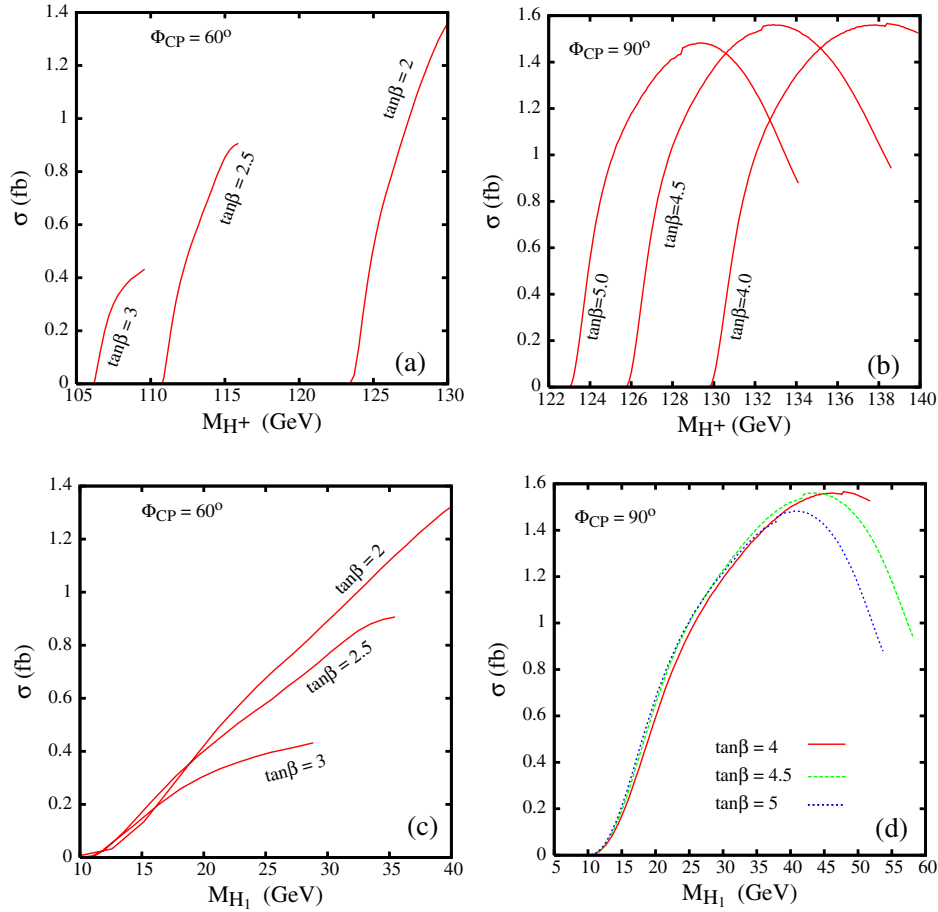 1.4
1.2
1
0.8
0.6
0.4
0.2
0
σ (fb)
105 110 115 120 125 130
M_H+ (GeV)
Φ_CP = 60°
tanβ = 3
tanβ = 2.5
tanβ = 2
(a)
1.6
1.4
1.2
1
0.8
0.6
0.4
0.2
0
σ (fb)
122 124 126 128 130 132 134 136 138 140
M_H+ (GeV)
Φ_CP = 90°
tanβ=5.0
tanβ=4.5
tanβ=4.0
(b)
1.4
1.2
1
0.8
0.6
0.4
0.2
0
σ (fb)
10 15 20 25 30 35 40
M_H₁ (GeV)
Φ_CP = 60°
tanβ = 2
tanβ = 2.5
tanβ = 3
(c)
1.6
1.4
1.2
1
0.8
0.6
0.4
0.2
0
σ (fb)
5 10 15 20 25 30 35 40 45 50 55 60
M_H₁ (GeV)
Φ_CP = 90°
tanβ = 4
tanβ = 4.5
tanβ = 5
(d)